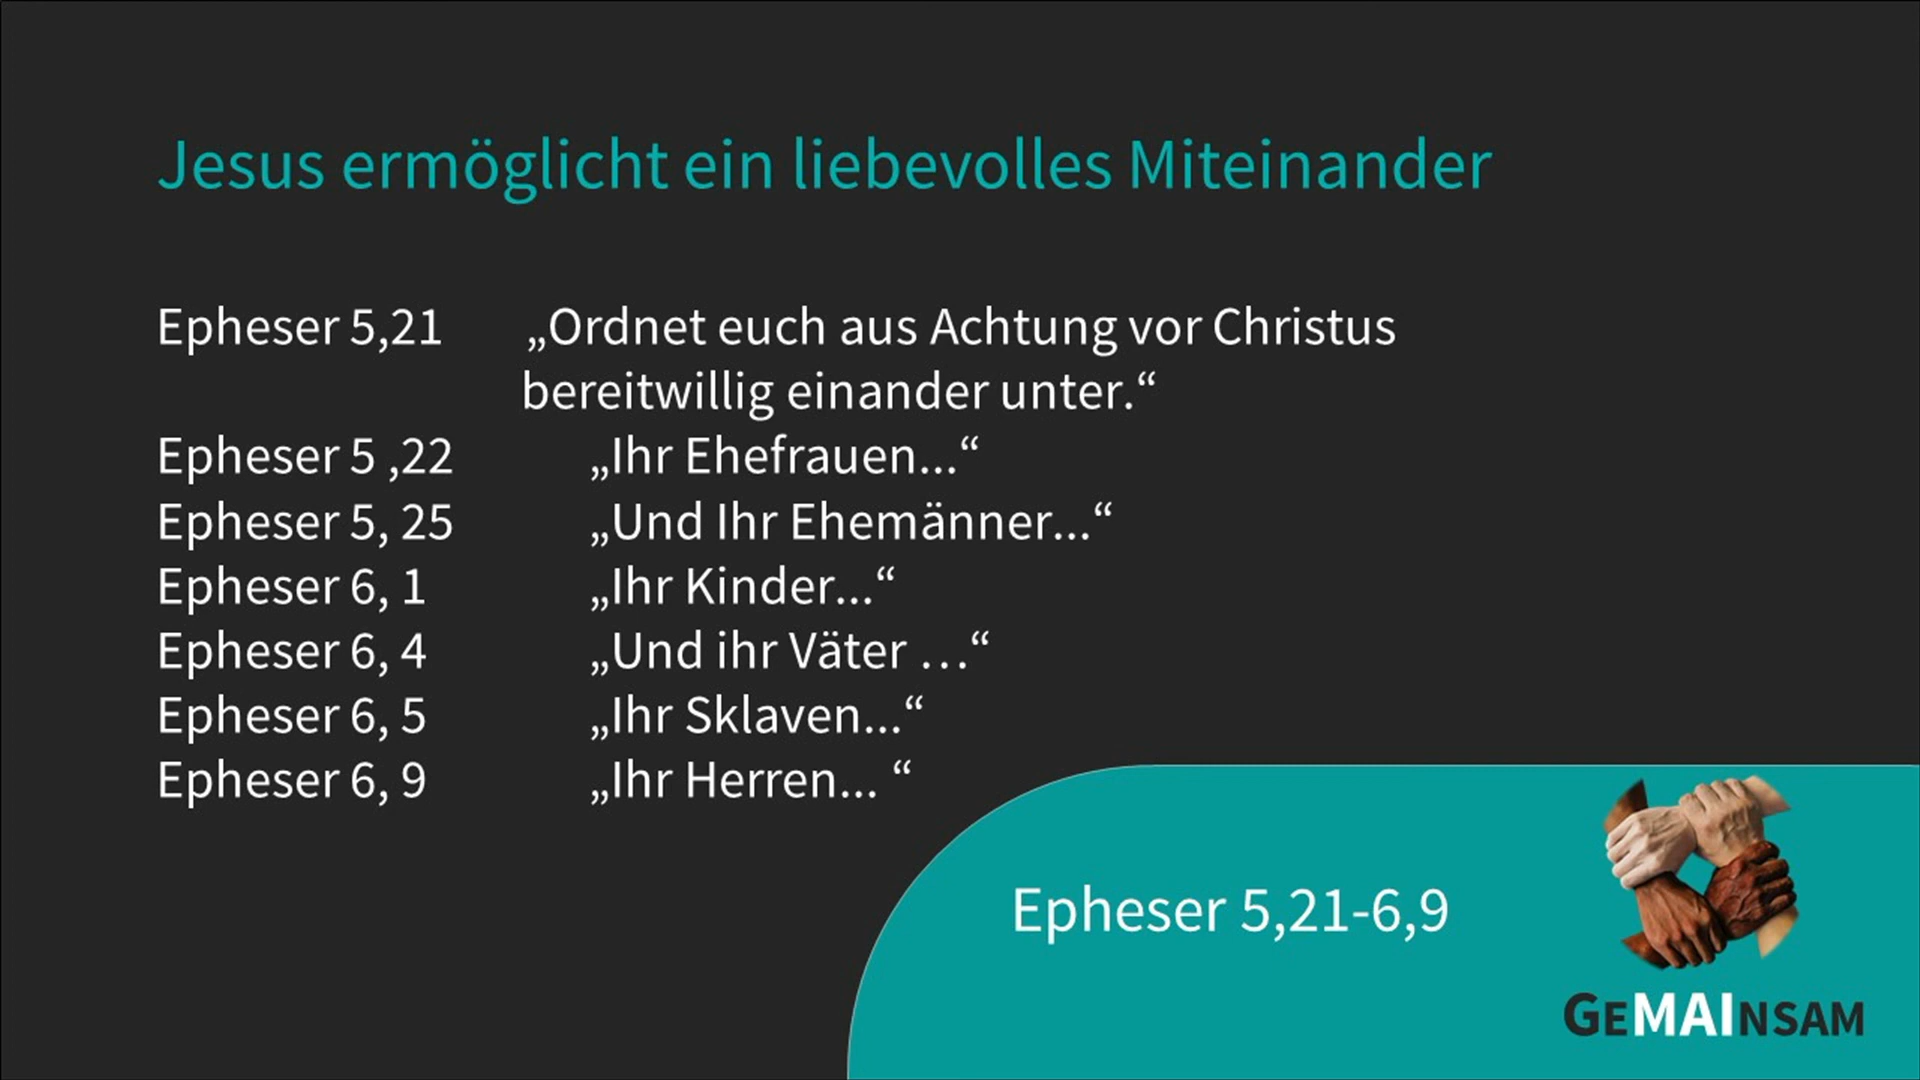 Jesus ermöglicht ein liebevolles Miteinander
Epheser 5,21 „Ordnet euch aus Achtung vor Christus
bereitwillig einander unter.“
Epheser 5 ,22 „Ihr Ehefrauen...“
Epheser 5, 25 „Und Ihr Ehemänner...“
Epheser 6, 1 „Ihr Kinder...“
Epheser 6, 4 „Und ihr Väter …“
Epheser 6, 5 „Ihr Sklaven...“
Epheser 6, 9 „Ihr Herren... “
Epheser 5,21-6,9
GEMAINSAM